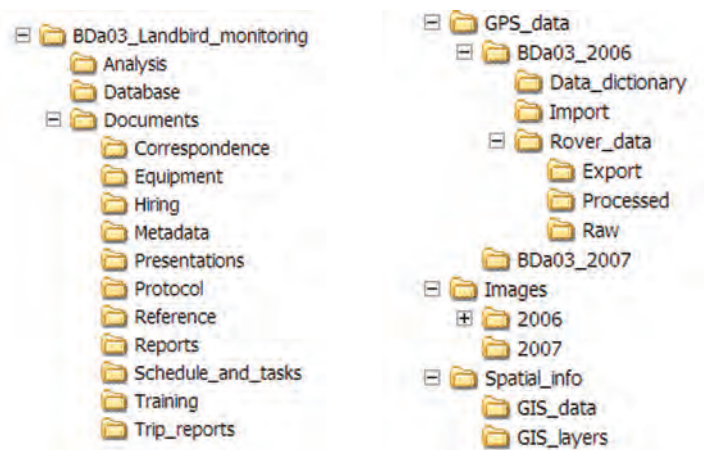 BDa03_Landbird_monitoring
Analysis
Database
Documents
Correspondence
Equipment
Hiring
Metadata
Presentations
Protocol
Reference
Reports
Schedule_and_tasks
Training
Trip_reports
GPS_data
BDa03_2006
Data_dictionary
Import
Rover_data
Export
Processed
Raw
BDa03_2007
Images
2006
2007
Spatial_info
GIS_data
GIS_layers